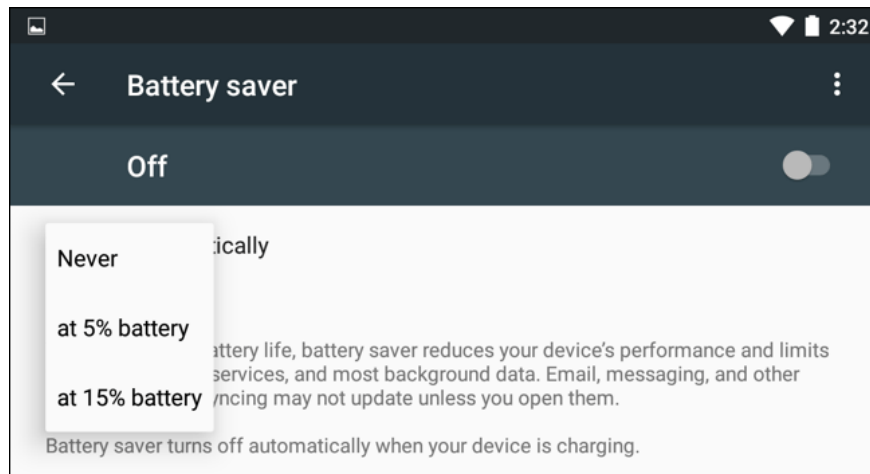 2:32
Battery saver
Off
tically
Never
at 5% battery
attery life, battery saver reduces your device's performance and limits
services, and most background data. Email, messaging, and other
at 15% battery
yncing may not update unless you open them.
Battery saver turns off automatically when your device is charging.